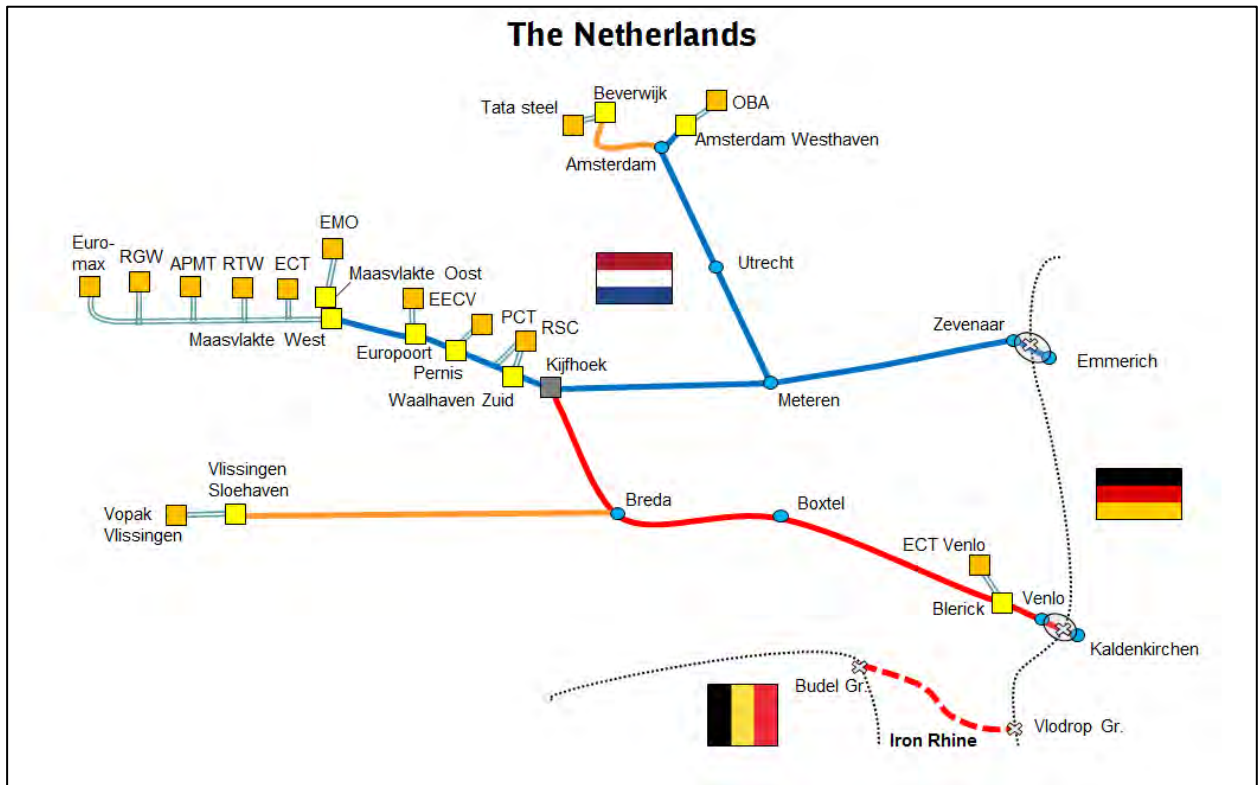 The Netherlands
Beverwijk
Tata steel
OBA
Amsterdam Westhaven
Amsterdam
EMO
Euro-
max
RGW
APMT
RTW
ECT
Maasvlakte Oost
Utrecht
EECV
PCT
RSC
Maasvlakte West
Europoort
Pernis
Kijfhoek
Waalhaven Zuid
Zevenaar
Emmerich
Meteren
Vlissingen
Sloehaven
Vopak
Vlissingen
Breda
Boxtel
ECT Venlo
Blerick
Venlo
Kaldenkirchen
Budel Gr.
Iron Rhine
Vlodrop Gr.